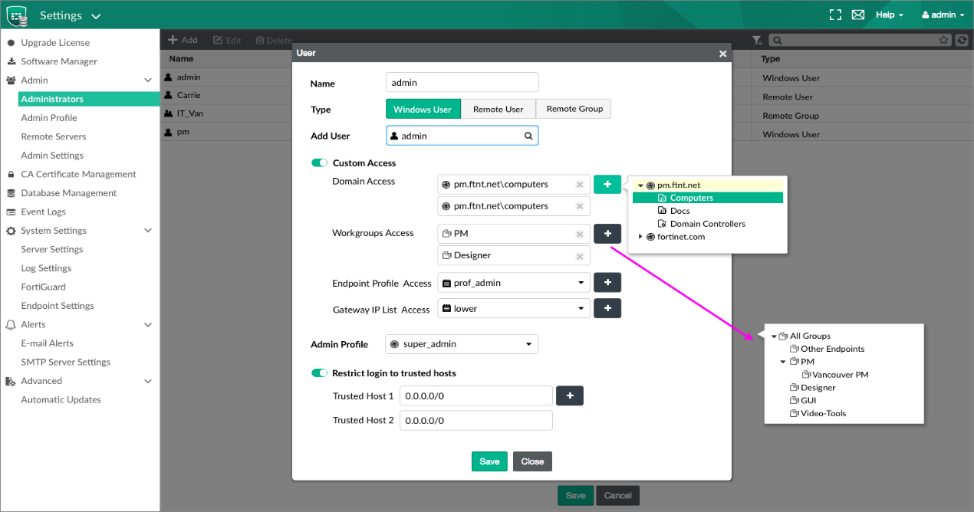 Settings
Help
admin
Upgrade License
Software Manager
Admin
Administrators
Admin Profile
Remote Servers
Admin Settings
CA Certificate Management
Database Management
Event Logs
System Settings
Server Settings
Log Settings
FortiGuard
Endpoint Settings
Alerts
E-mail Alerts
SMTP Server Settings
Advanced
Automatic Updates
Add Edit Delete
Name Type
admin Windows User
Carrie Remote User
IT_Van Remote Group
pm Windows User
User
Name admin
Type Windows User Remote User Remote Group
Add User admin
Custom Access
Domain Access pm.ftnt.net\computers
pm.ftnt.net\computers
Workgroups Access PM
Designer
Endpoint Profile Access prof_admin
Gateway IP List Access lower
Admin Profile super_admin
Restrict login to trusted hosts
Trusted Host 1 0.0.0.0/0
Trusted Host 2 0.0.0.0/0
Save Close
pm.ftnt.net
Computers
Docs
Domain Controllers
fortinet.com
All Groups
Other Endpoints
PM
Vancouver PM
Designer
GUI
Video-Tools
Save Cancel